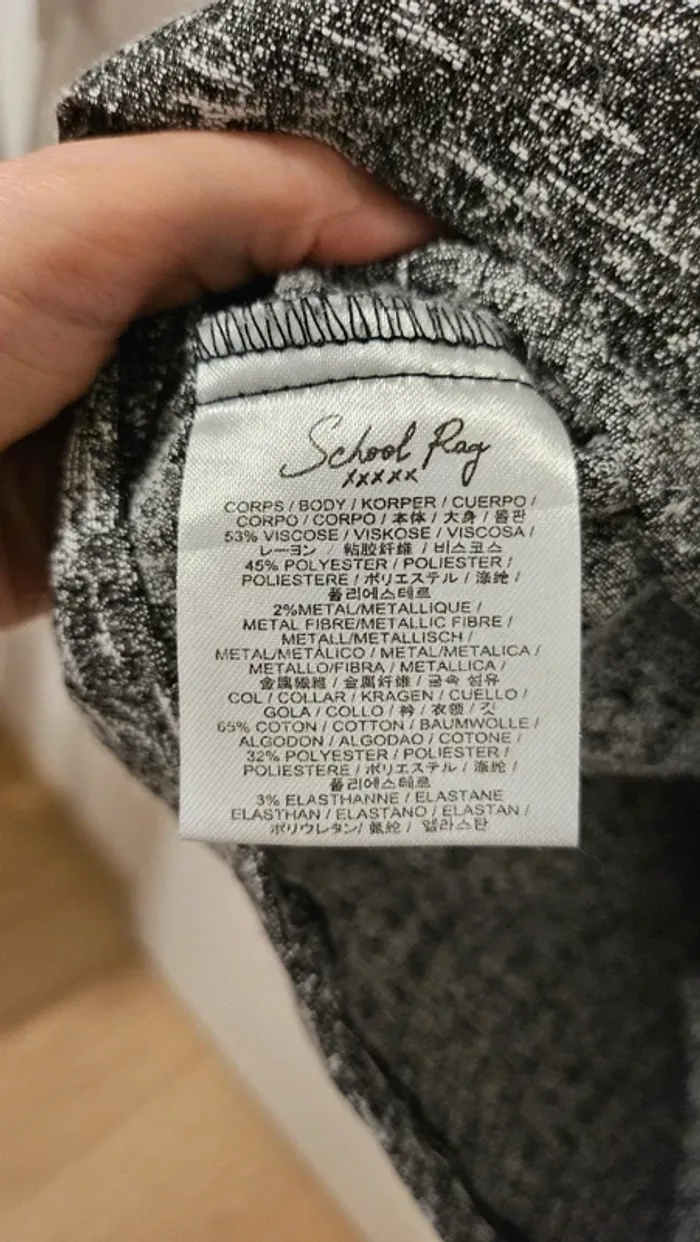 School Rag
xxxxx
CORPS / BODY / KORPER / CUERPO /
CORPO / CORPO / 本体 / 大身 / 몸판
53% VISCOSE / VISKOSE / VISCOSA /
レーヨン / 粘胶纤维 / 비스코스
45% POLYESTER / POLIESTER /
POLIESTERE / ポリエステル / 涤纶 /
폴리에스테르
2%METAL/METALLIQUE /
METAL FIBRE/METALLIC FIBRE /
METALL/METALLISCH /
METAL/METÁLICO / METAL/METALICA /
METALLO/FIBRA / METALLICA /
金属繊維 / 金属纤维 / 금속 섬유
COL / COLLAR / KRAGEN / CUELLO /
GOLA / COLLO / 衿 / 衣领 / 깃
65% COTON / COTTON / BAUMWOLLE /
ALGODON / ALGODAO / COTONE /
32% POLYESTER / POLIESTER /
POLIESTERE / ポリエステル / 涤纶 /
폴리에스테르
3% ELASTHANNE / ELASTANE
ELASTHAN / ELASTANO / ELASTAN /
ポリウレタン/ 氨纶 / 엘라스탄